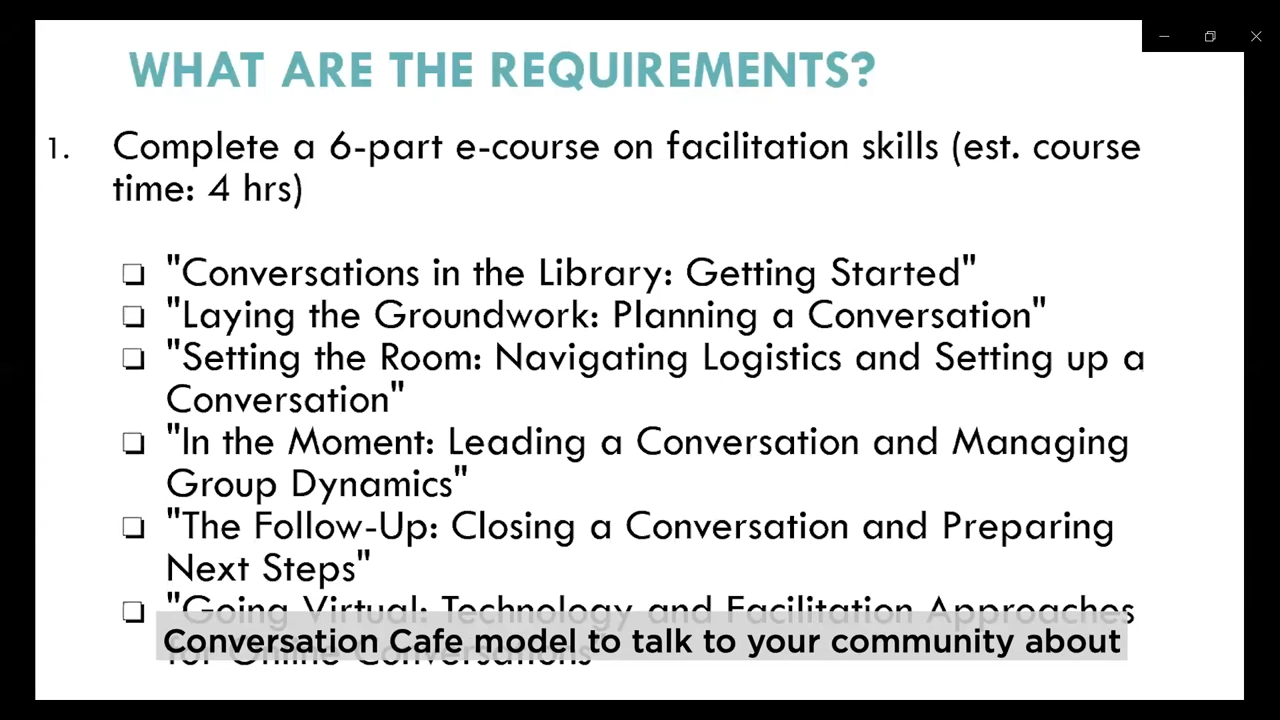 WHAT ARE THE REQUIREMENTS?
1. Complete a 6-part e-course on facilitation skills (est. course
time: 4 hrs)
"Conversations in the Library: Getting Started"
"Laying the Groundwork: Planning a Conversation"
"Setting the Room: Navigating Logistics and Setting up a
Conversation"
"In the Moment: Leading a Conversation and Managing
Group Dynamics"
"The Follow-Up: Closing a Conversation and Preparing
Next Steps"
"Going Virtual: Technology and Facilitation Approaches
for Online Conversations
Conversation Cafe model to talk to your community about